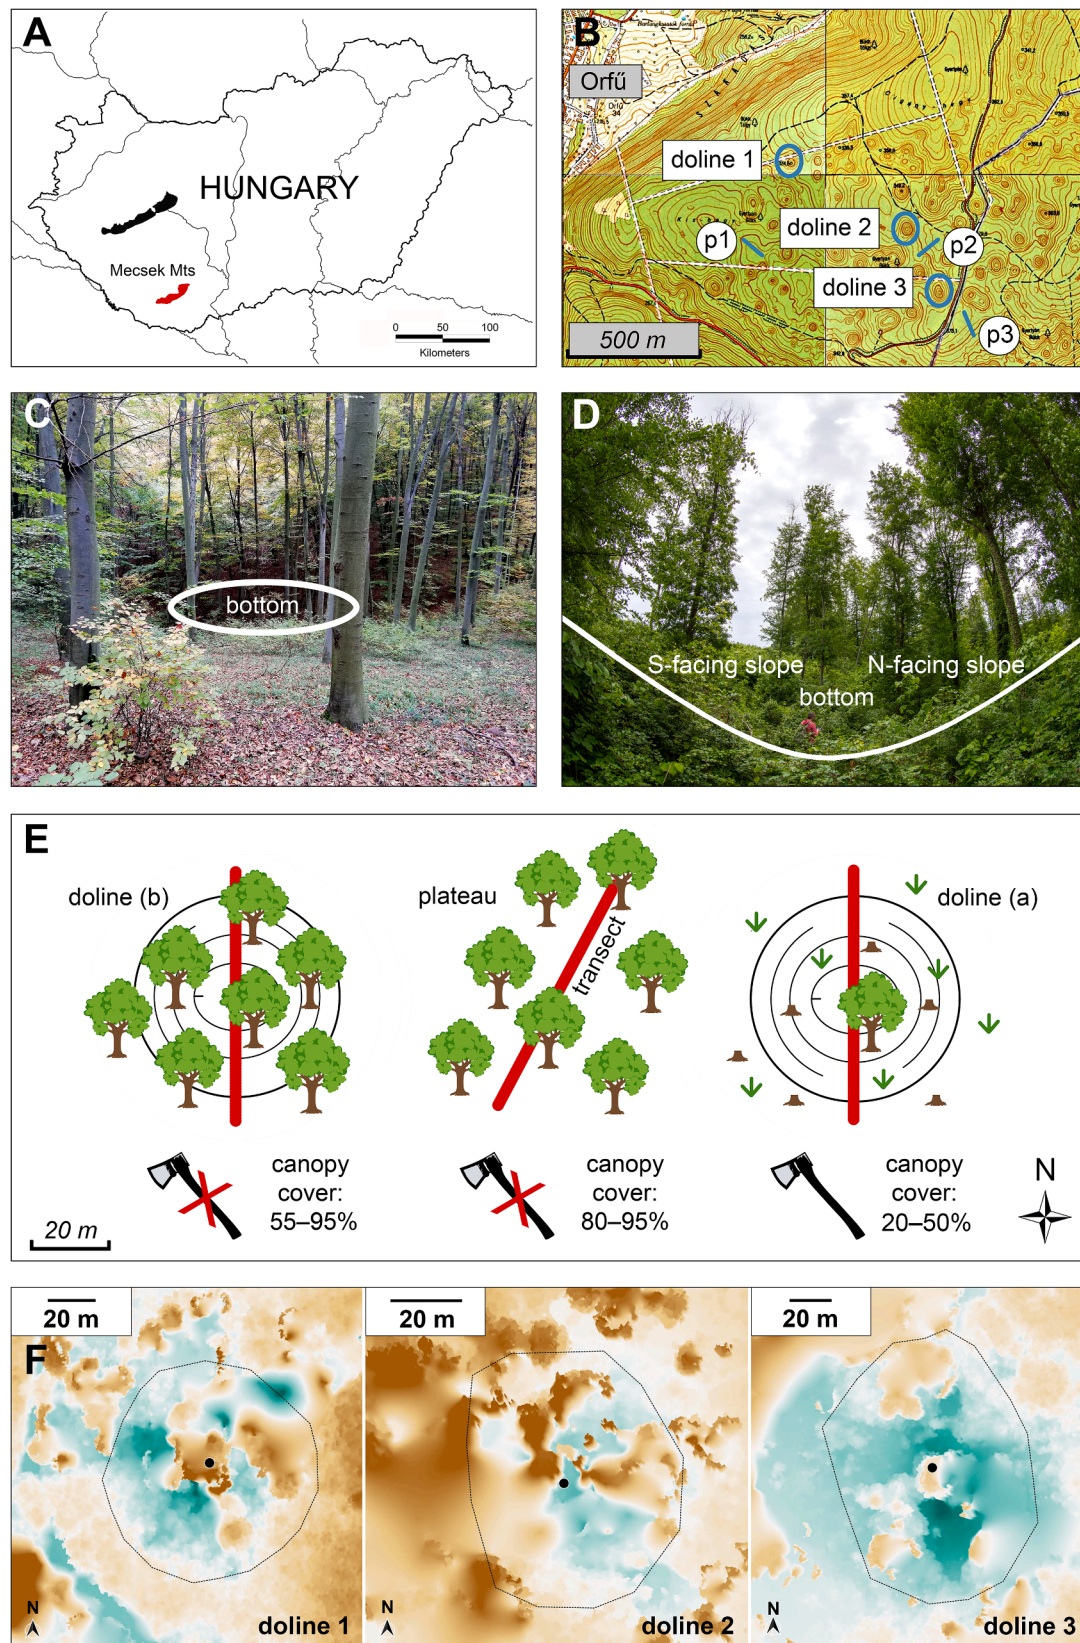 A
HUNGARY
Mecsek Mts
0 50 100
Kilometers
B
Orfű
doline 1
doline 2
p1
p2
doline 3
p3
500 m
C
bottom
D
S-facing slope
N-facing slope
bottom
E
doline (b)
plateau
transect
doline (a)
canopy
cover:
55–95%
canopy
cover:
80–95%
canopy
cover:
20–50%
N
20 m
F
20 m
20 m
20 m
N
doline 1
N
doline 2
N
doline 3